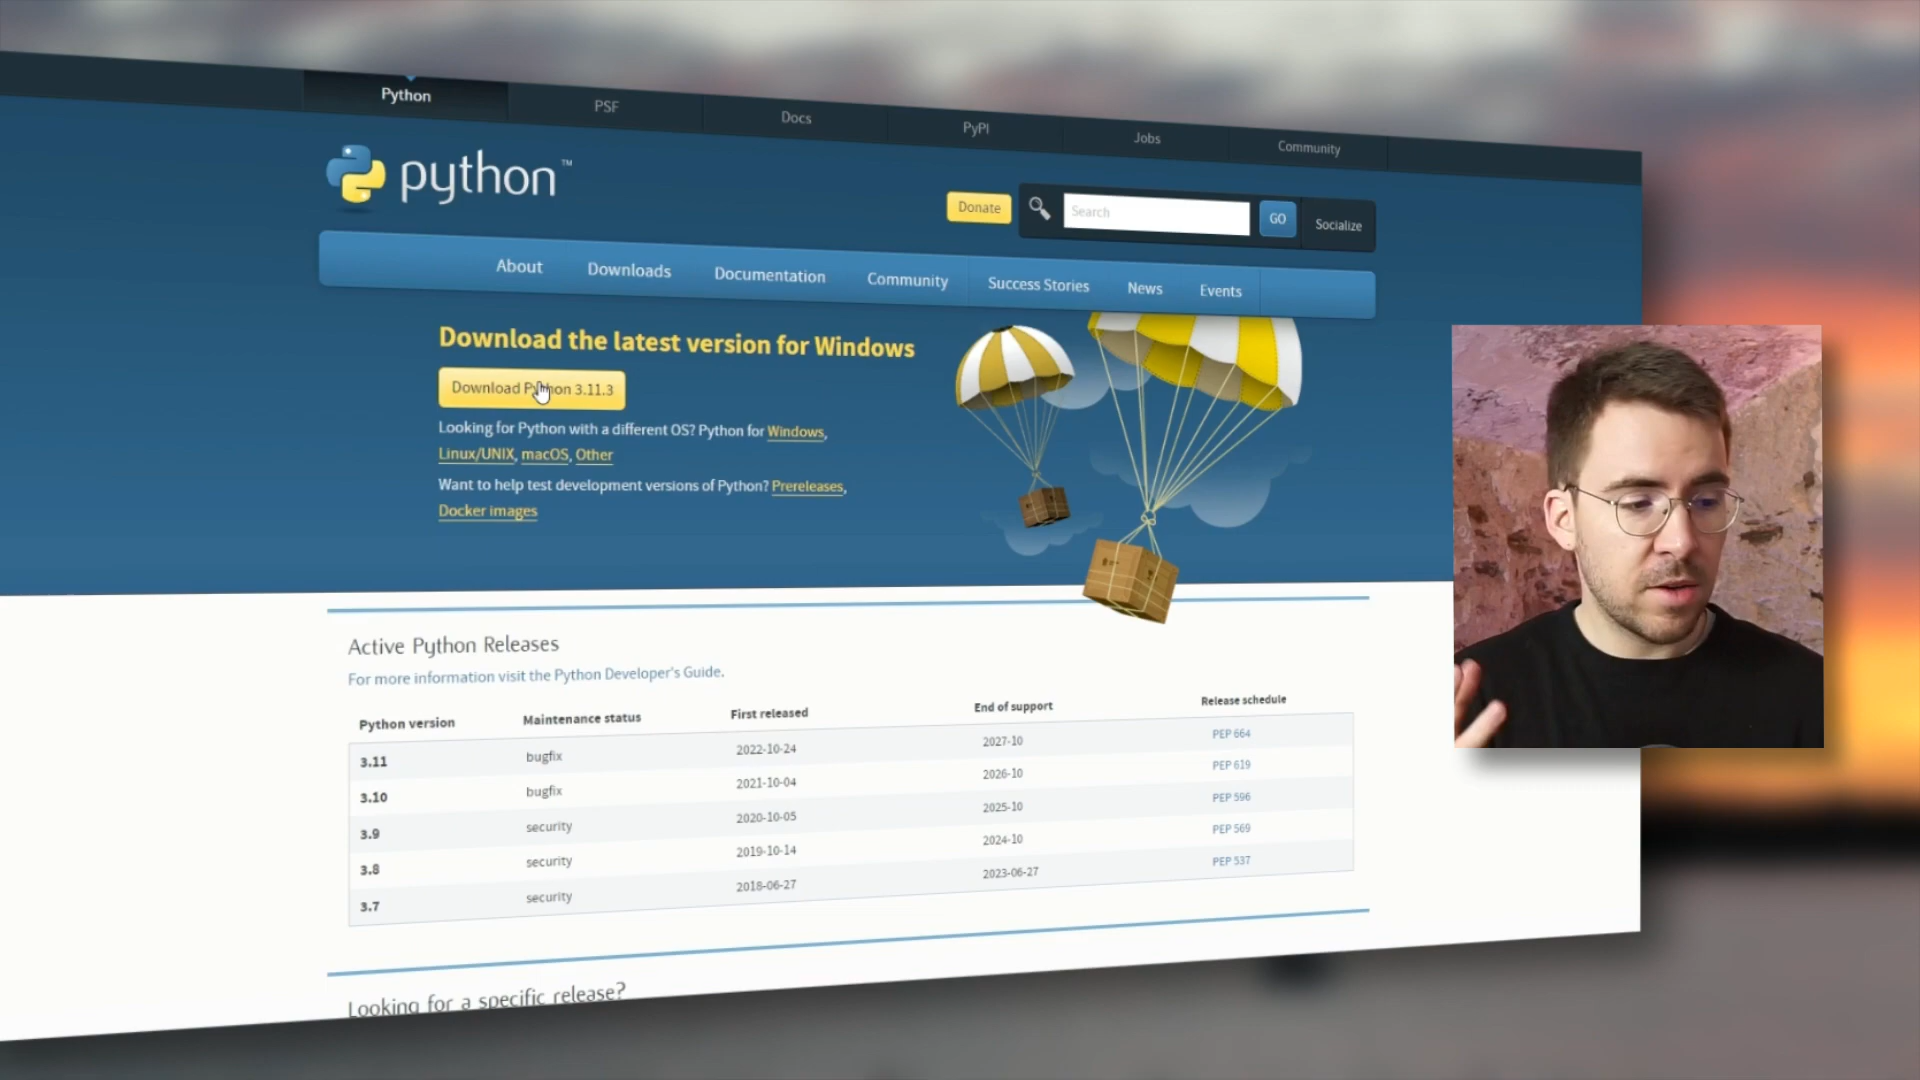 Python
PSF
Docs
PyPI
Jobs
Community
python™
Donate
Search
GO
Socialize
About
Downloads
Documentation
Community
Success Stories
News
Events
Download the latest version for Windows
Download Python 3.11.3
Looking for Python with a different OS? Python for Windows,
Linux/UNIX, macOS, Other
Want to help test development versions of Python? Prereleases,
Docker images
Active Python Releases
For more information visit the Python Developer's Guide.
Python version Maintenance status First released End of support Release schedule
3.11 bugfix 2022-10-24 2027-10 PEP 664
3.10 bugfix 2021-10-04 2026-10 PEP 619
3.9 security 2020-10-05 2025-10 PEP 596
3.8 security 2019-10-14 2024-10 PEP 569
3.7 security 2018-06-27 2023-06-27 PEP 537
Looking for a specific release?